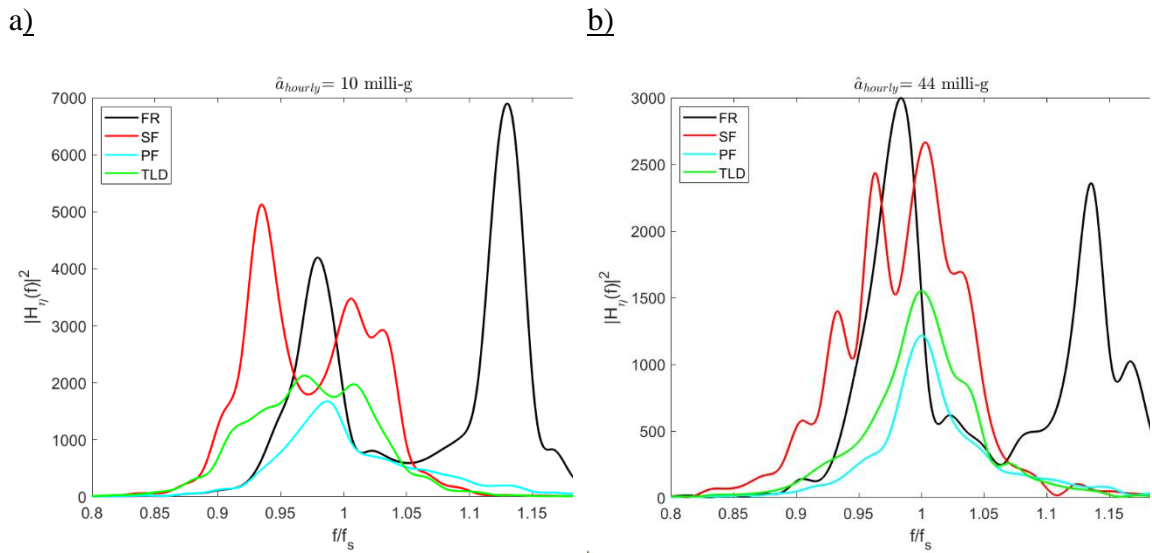 a)
b)
â_hourly = 10 milli-g
7000
6000
5000
4000
3000
2000
1000
0
|H_η(f)|²
FR
SF
PF
TLD
0.8 0.85 0.9 0.95 1 1.05 1.1 1.15
f/f_s
â_hourly = 44 milli-g
3000
2500
2000
1500
1000
500
0
|H_η(f)|²
FR
SF
PF
TLD
0.8 0.85 0.9 0.95 1 1.05 1.1 1.15
f/f_s